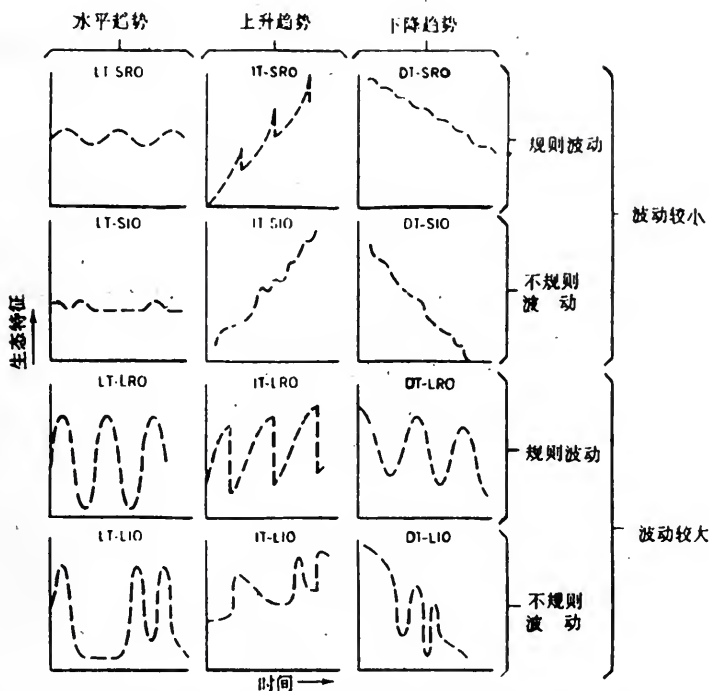 水平趋势 上升趋势 下降趋势
LT-SRO IT-SRO DT-SRO
规则波动
波动较小
LT-SIO IT-SIO DT-SIO
不规则
波 动
生态特征
LT-LRO IT-LRO DT-LRO
规则波动
波动较大
LT-LIO IT-LIO DT-LIO
不规则
波 动
时间